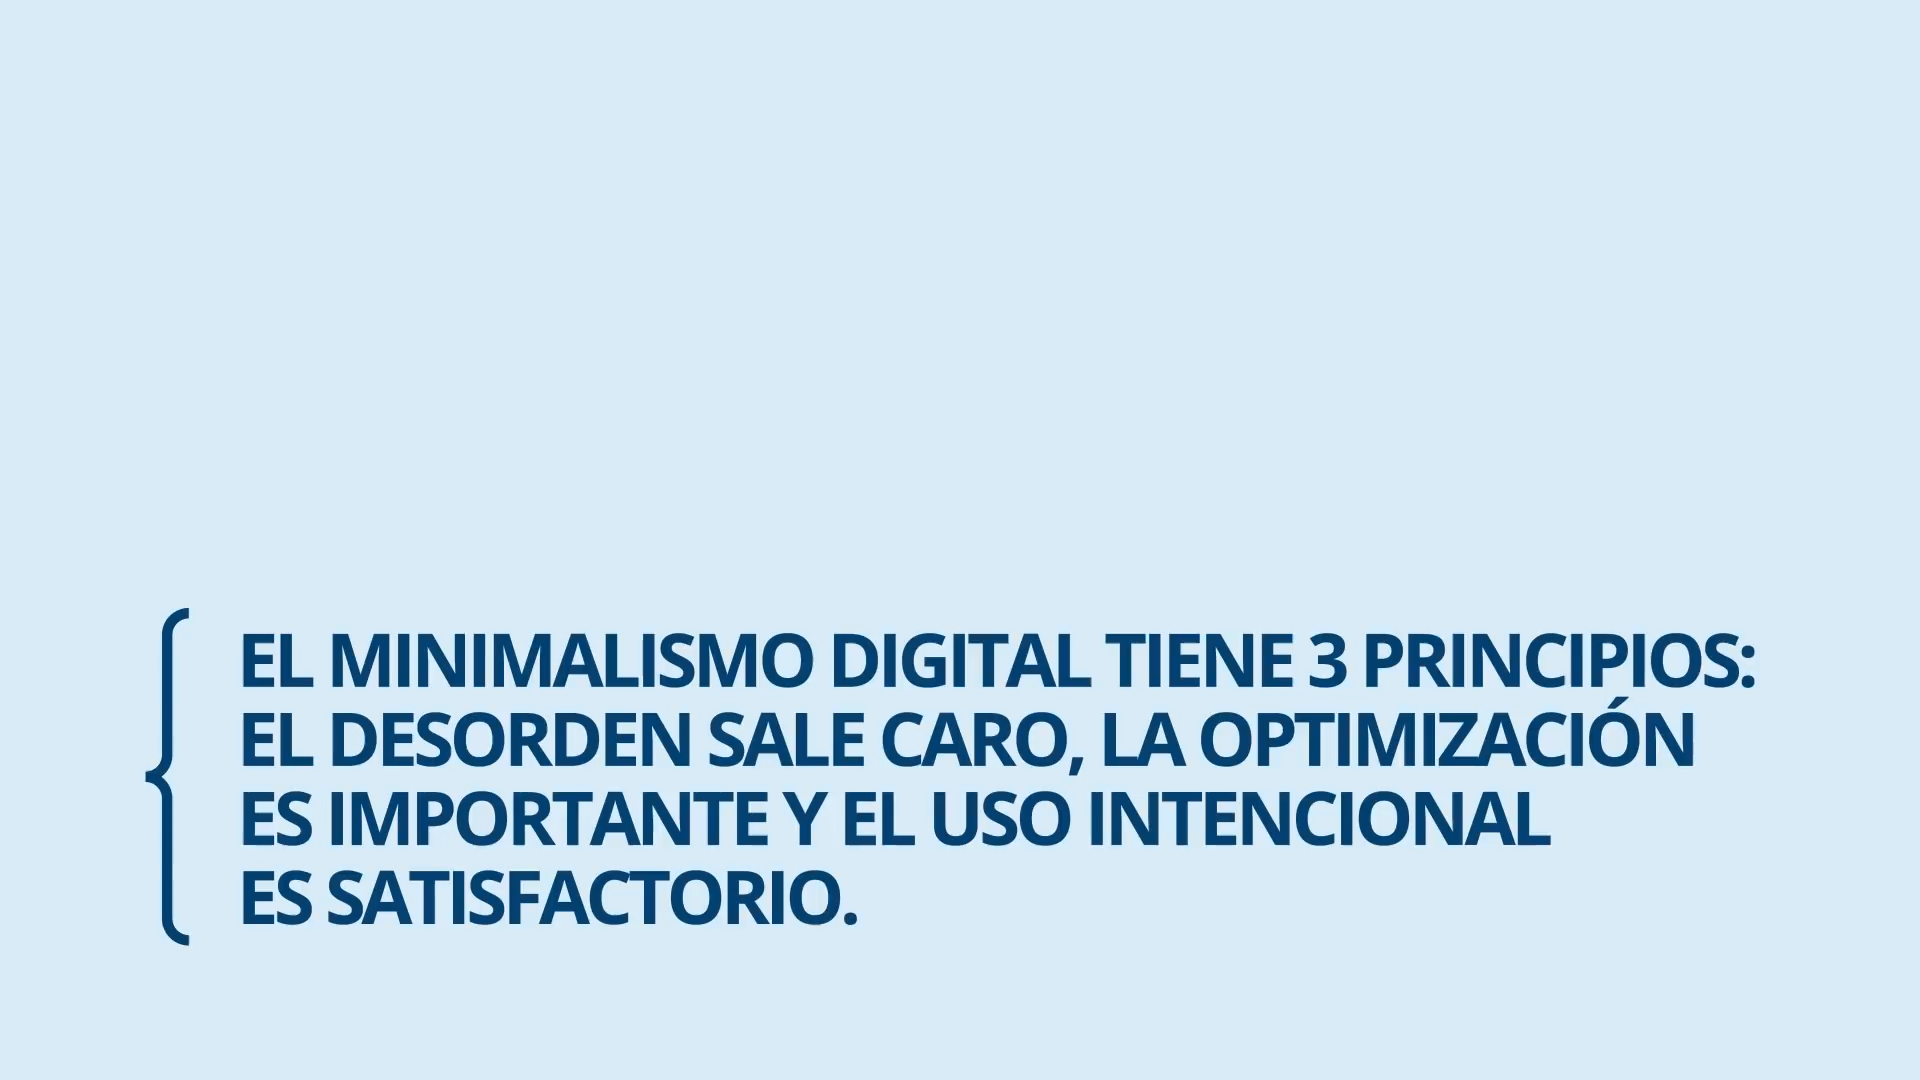 EL MINIMALISMO DIGITAL TIENE 3 PRINCIPIOS:
EL DESORDEN SALE CARO, LA OPTIMIZACIÓN
ES IMPORTANTE Y EL USO INTENCIONAL
ES SATISFACTORIO.